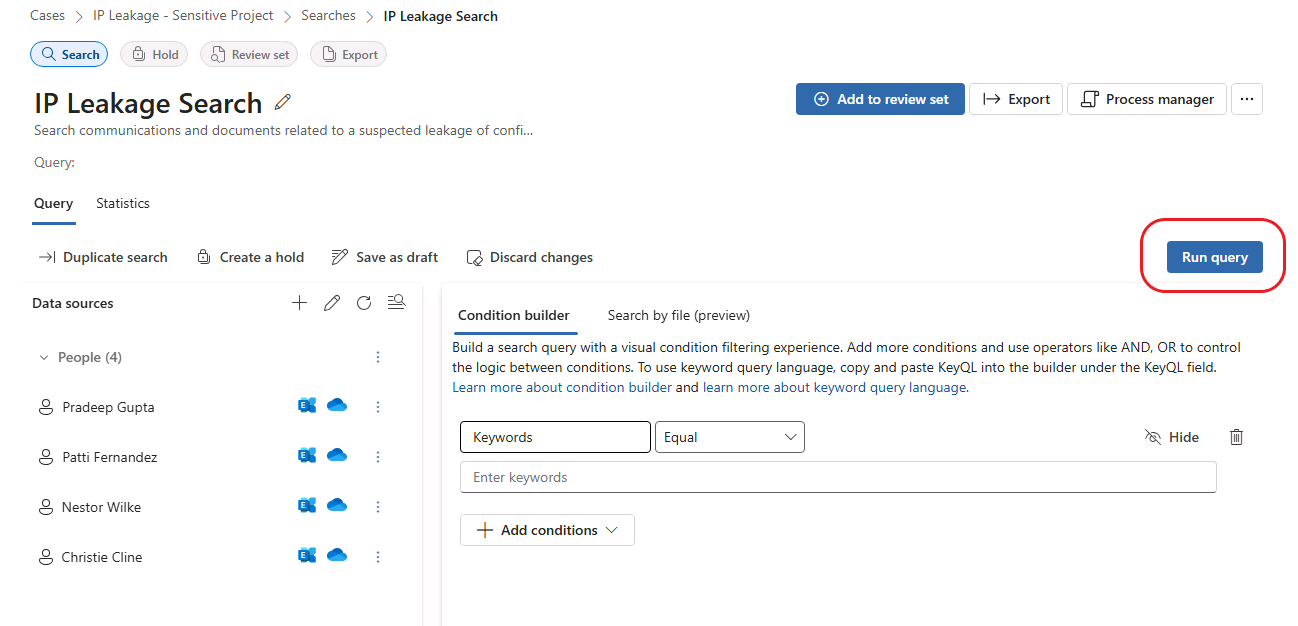 Cases > IP Leakage - Sensitive Project > Searches > IP Leakage Search
Search Hold Review set Export
IP Leakage Search
Add to review set Export Process manager ...
Search communications and documents related to a suspected leakage of confi...
Query:
Query Statistics
Duplicate search Create a hold Save as draft Discard changes Run query
Data sources
Condition builder Search by file (preview)
Build a search query with a visual condition filtering experience. Add more conditions and use operators like AND, OR to control
the logic between conditions. To use keyword query language, copy and paste KeyQL into the builder under the KeyQL field.
Learn more about condition builder and learn more about keyword query language.
People (4)
Pradeep Gupta
Patti Fernandez
Nestor Wilke
Christie Cline
Keywords Equal Hide
Enter keywords
Add conditions